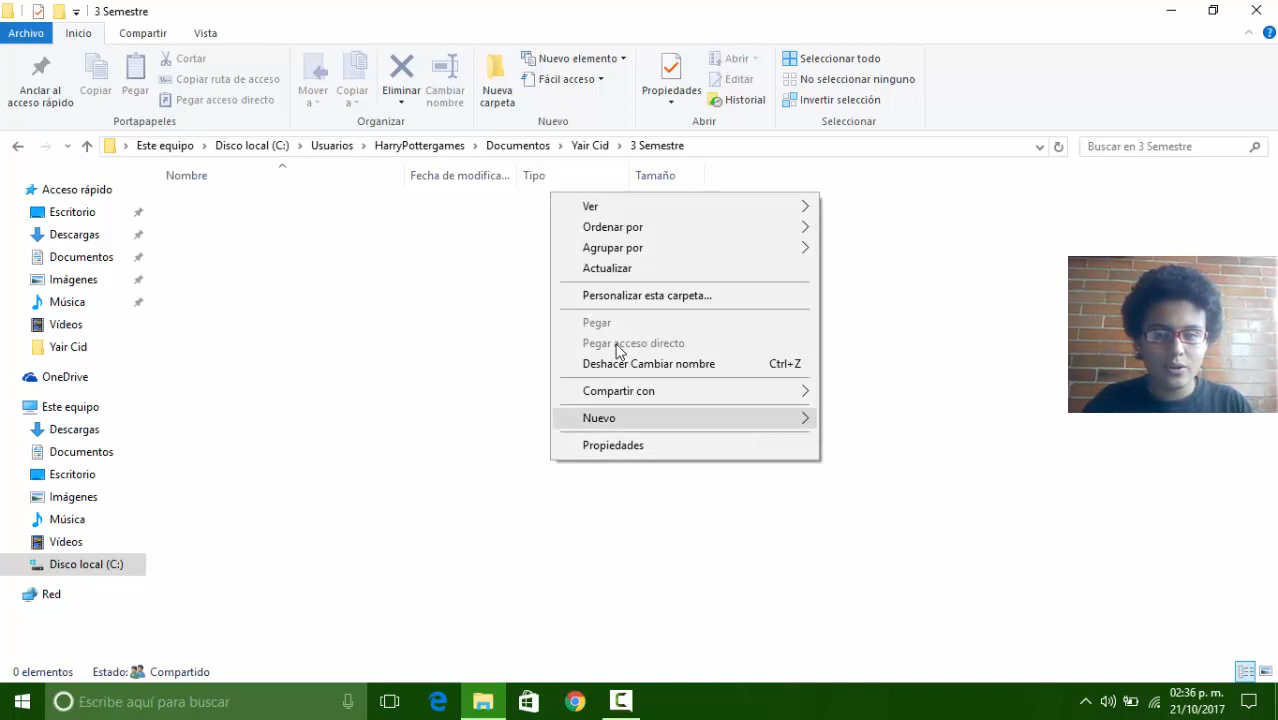 3 Semestre
Archivo Inicio Compartir Vista
Anclar al acceso rápido
Copiar
Pegar
Cortar
Copiar ruta de acceso
Pegar acceso directo
Portapapeles
Mover a
Copiar a
Eliminar
Cambiar nombre
Organizar
Nueva carpeta
Nuevo elemento
Fácil acceso
Nuevo
Propiedades
Abrir
Editar
Historial
Abrir
Seleccionar todo
No seleccionar ninguno
Invertir selección
Seleccionar
Este equipo > Disco local (C:) > Usuarios > HarryPottergames > Documentos > Yair Cid > 3 Semestre
Buscar en 3 Semestre
Nombre Fecha de modifica... Tipo Tamaño
Acceso rápido
Escritorio
Descargas
Documentos
Imágenes
Música
Vídeos
Yair Cid
OneDrive
Este equipo
Descargas
Documentos
Escritorio
Imágenes
Música
Vídeos
Disco local (C:)
Red
Ver
Ordenar por
Agrupar por
Actualizar
Personalizar esta carpeta...
Pegar
Pegar acceso directo
Deshacer Cambiar nombre Ctrl+Z
Compartir con
Nuevo
Propiedades
0 elementos Estado: Compartido
Escribe aquí para buscar
02:36 p. m.
21/10/2017